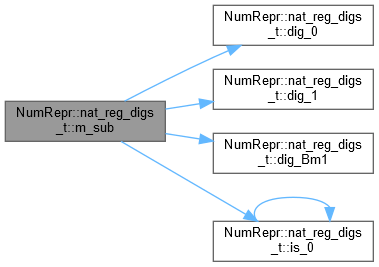 NumRepr::nat_reg_digs
_t::m_sub
NumRepr::nat_reg_digs
_t::dig_0
NumRepr::nat_reg_digs
_t::dig_1
NumRepr::nat_reg_digs
_t::dig_Bm1
NumRepr::nat_reg_digs
_t::is_0